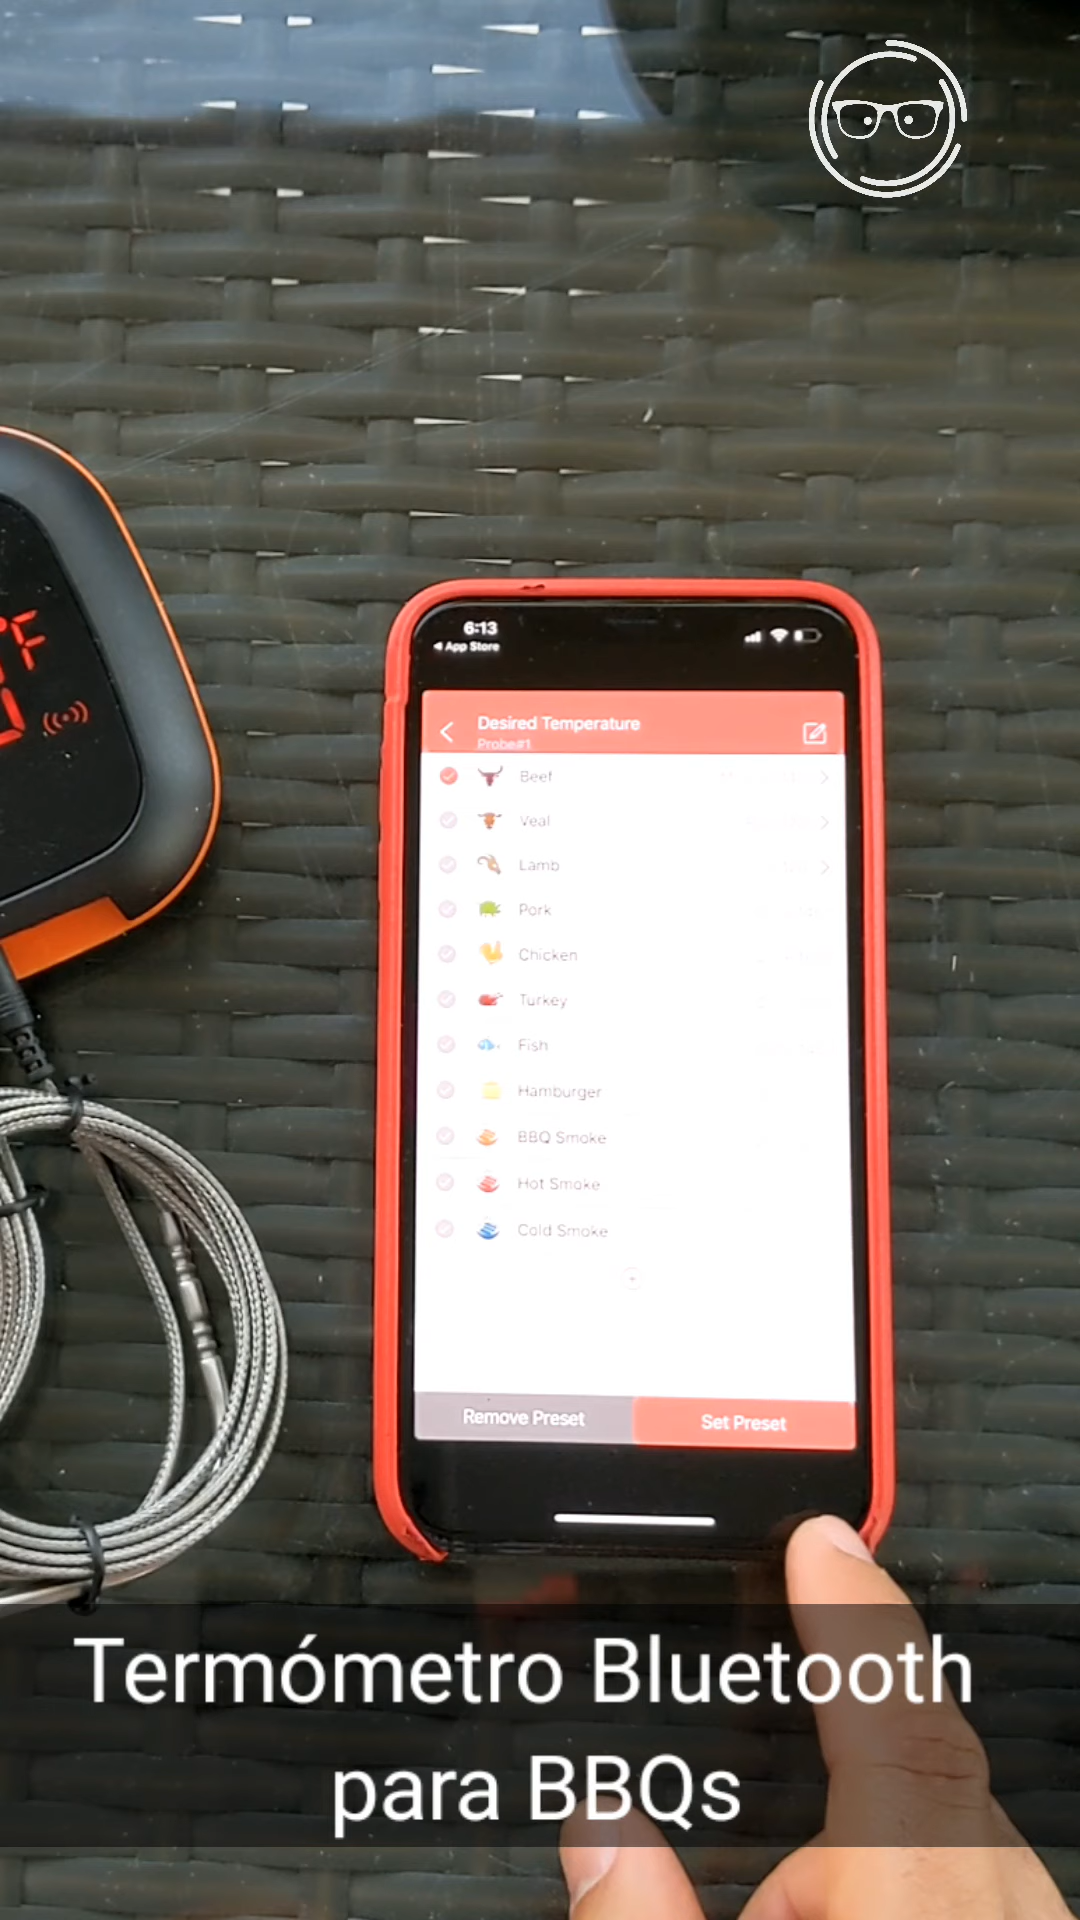 °F
6:13
◀ App Store
Desired Temperature
Probe#1
Beef
Veal
Lamb
Pork
Chicken
Turkey
Fish
Hamburger
BBQ Smoke
Hot Smoke
Cold Smoke
Remove Preset
Set Preset
Termómetro Bluetooth
para BBQs